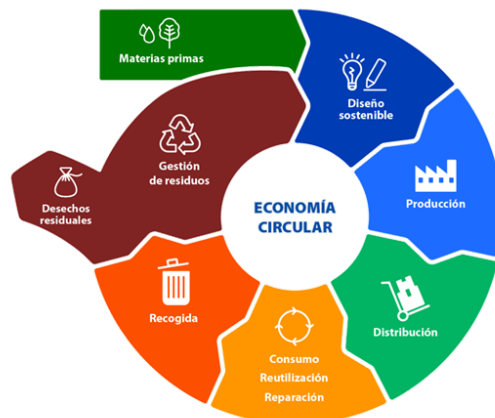 Materias primas
Diseño
sostenible
Producción
Distribución
Consumo
Reutilización
Reparación
Recogida
Gestión
de residuos
Desechos
residuales
ECONOMÍA
CIRCULAR